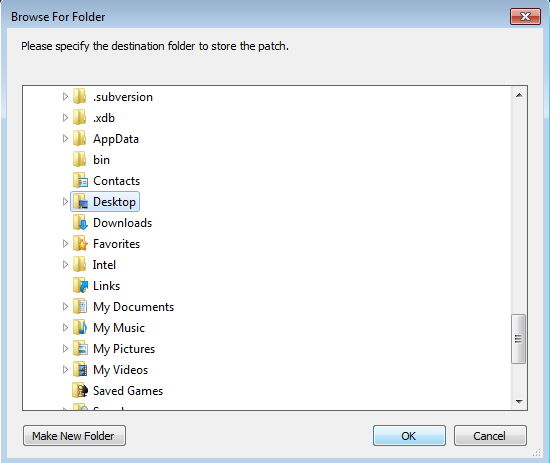 Browse For Folder
Please specify the destination folder to store the patch.
.subversion
.xdb
AppData
bin
Contacts
Desktop
Downloads
Favorites
Intel
Links
My Documents
My Music
My Pictures
My Videos
Saved Games
Make New Folder
OK
Cancel